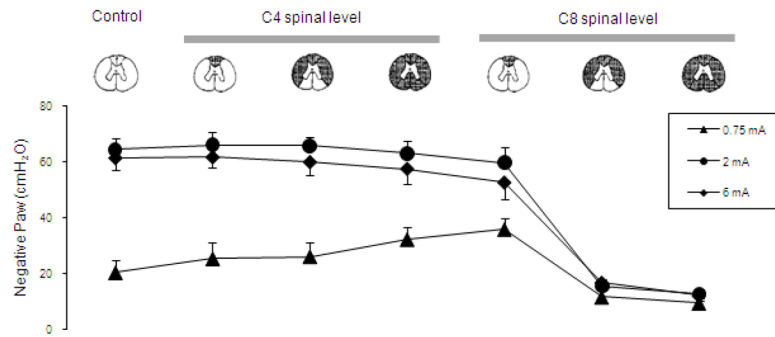 Control
C4 spinal level
C8 spinal level
Negative Paw (cmH₂O)
80
60
40
20
0
0.75 mA
2 mA
6 mA